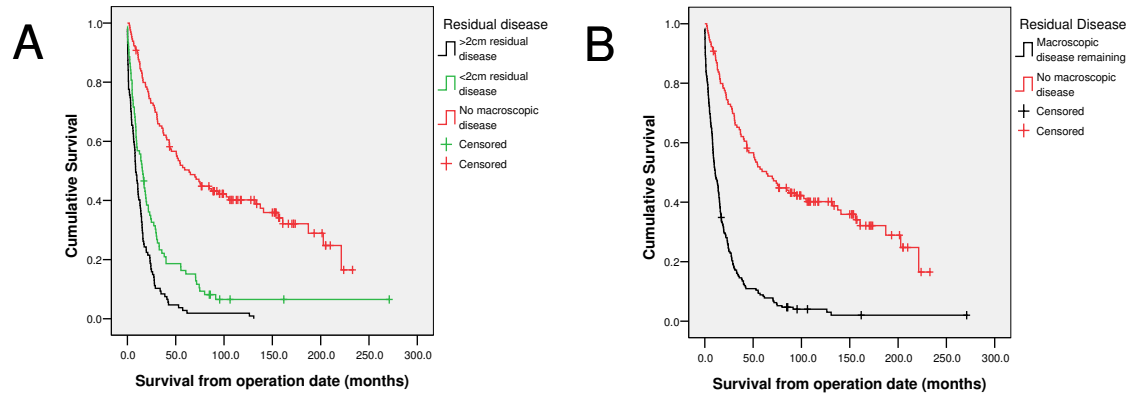 A
Cumulative Survival
1.0
0.8
0.6
0.4
0.2
0.0
0.0 50.0 100.0 150.0 200.0 250.0 300.0
Survival from operation date (months)
Residual disease
>2cm residual
disease
<2cm residual
disease
No macroscopic
disease
Censored
Censored
B
Cumulative Survival
1.0
0.8
0.6
0.4
0.2
0.0
0.0 50.0 100.0 150.0 200.0 250.0 300.0
Survival from operation date (months)
Residual Disease
Macroscopic
disease remaining
No macroscopic
disease
Censored
Censored